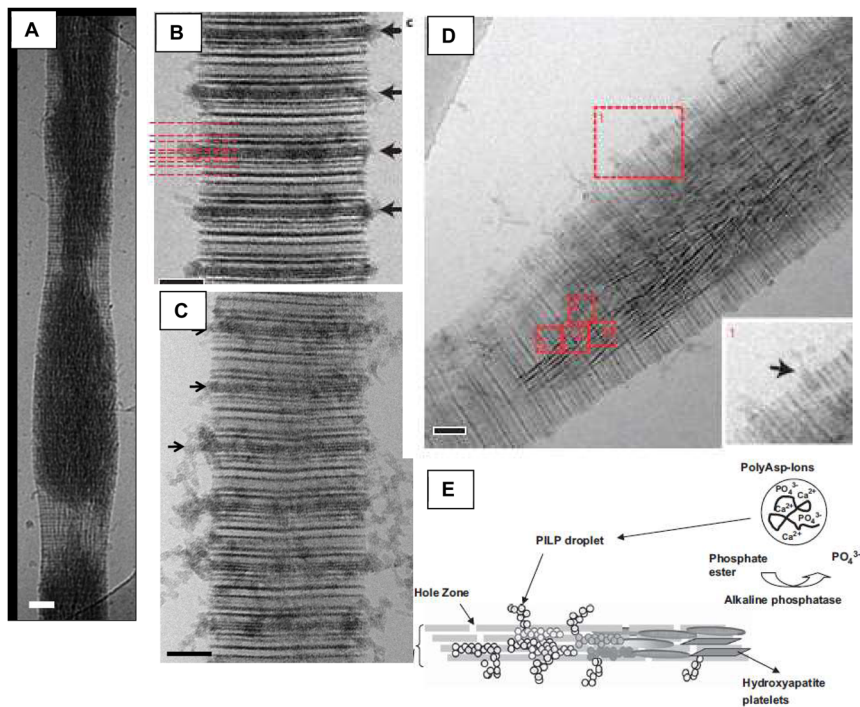 A
B
c
C
D
1
1
E
PolyAsp-Ions
PO₄³⁻
Ca²⁺
Ca²⁺
PO₄³⁻
Ca²⁺
PILP droplet
Phosphate
ester
PO₄³⁻
Alkaline phosphatase
Hole Zone
Hydroxyapatite
platelets